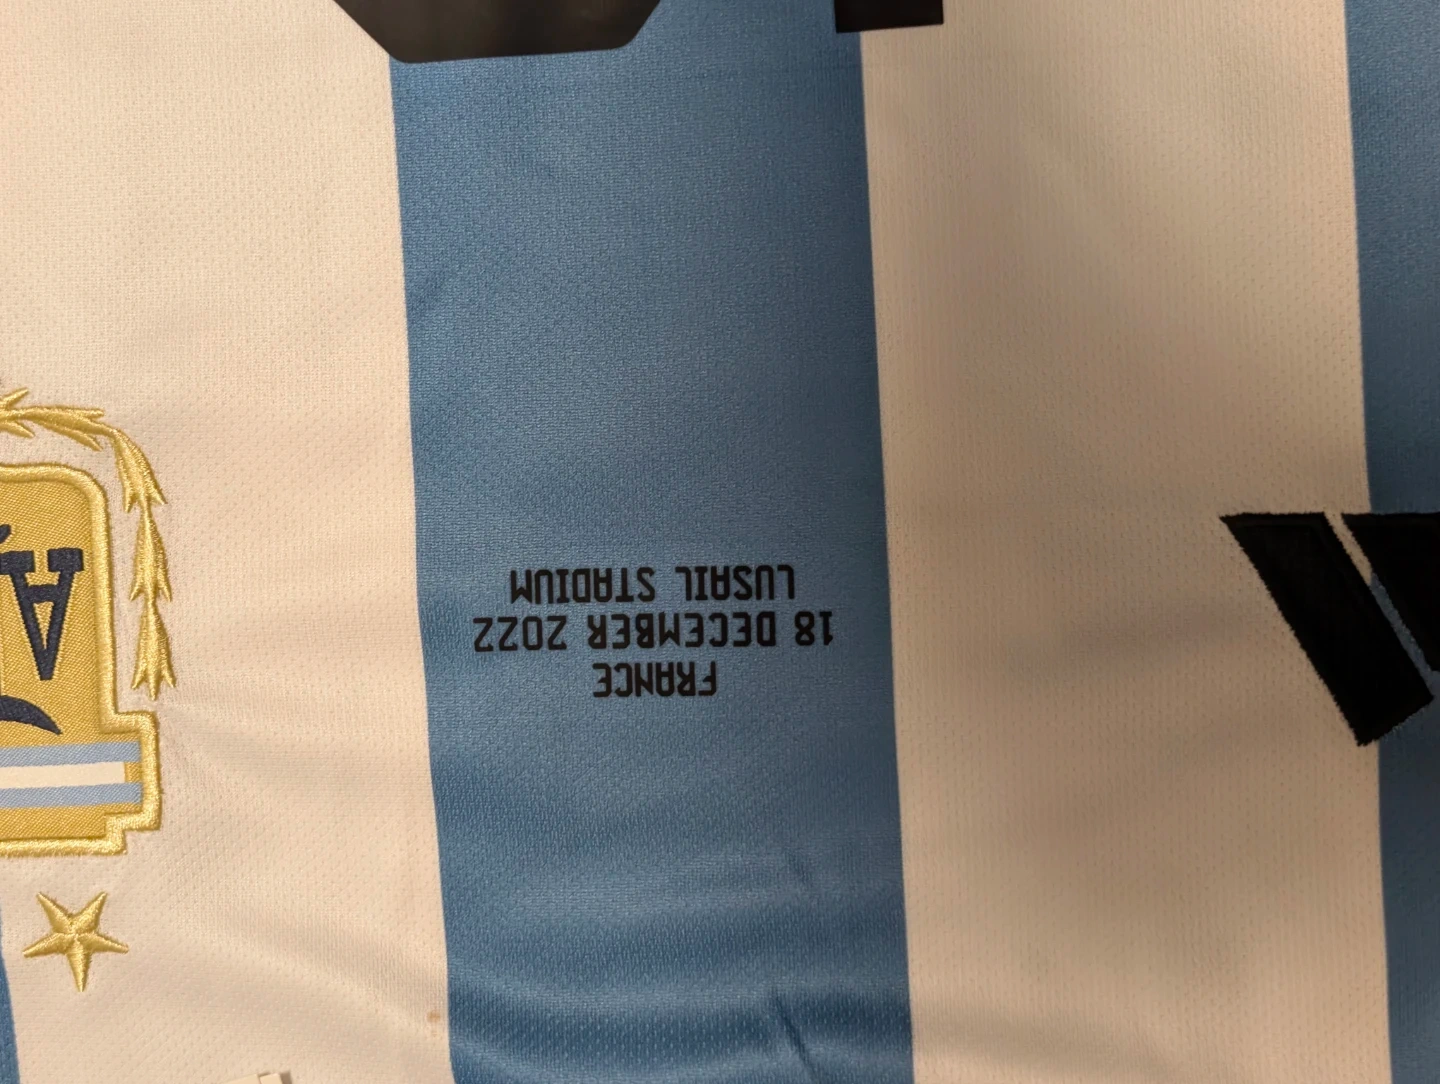 FRANCE
18 DECEMBER 2022
LUSAIL STADIUM